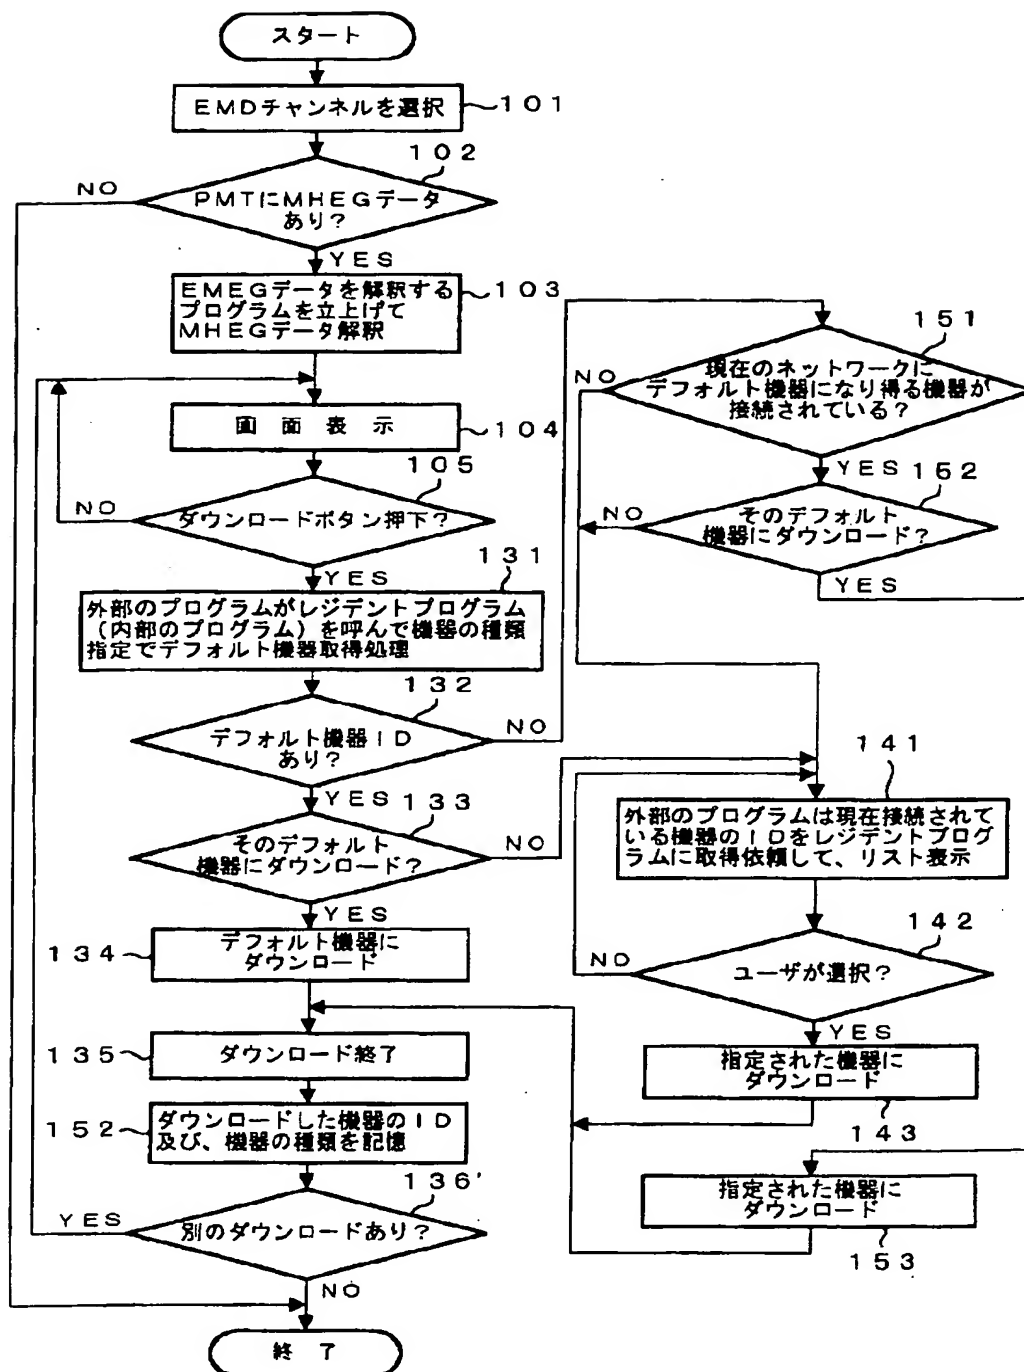 スタート
EMDチャンネルを選択
101
102
NO
PMTにMHEGデータ
あり?
YES
EMEGデータを解釈する
プログラムを立上げて
MHEGデータ解釈
103
画面表示
104
105
NO
ダウンロードボタン押下?
YES
131
外部のプログラムがレジデントプログラム
(内部のプログラム)を呼んで機器の種類
指定でデフォルト機器取得処理
132
デフォルト機器ID
あり?
NO
YES
133
そのデフォルト
機器にダウンロード?
NO
YES
134
デフォルト機器に
ダウンロード
135
ダウンロード終了
152
ダウンロードした機器のID
及び、機器の種類を記憶
136'
YES
別のダウンロードあり?
NO
終了
151
NO
現在のネットワークに
デフォルト機器になり得る機器が
接続されている?
YES
152
NO
そのデフォルト
機器にダウンロード?
YES
141
外部のプログラムは現在接続されて
いる機器のIDをレジデントプログ
ラムに取得依頼して、リスト表示
142
NO
ユーザが選択?
YES
指定された機器に
ダウンロード
143
指定された機器に
ダウンロード
153